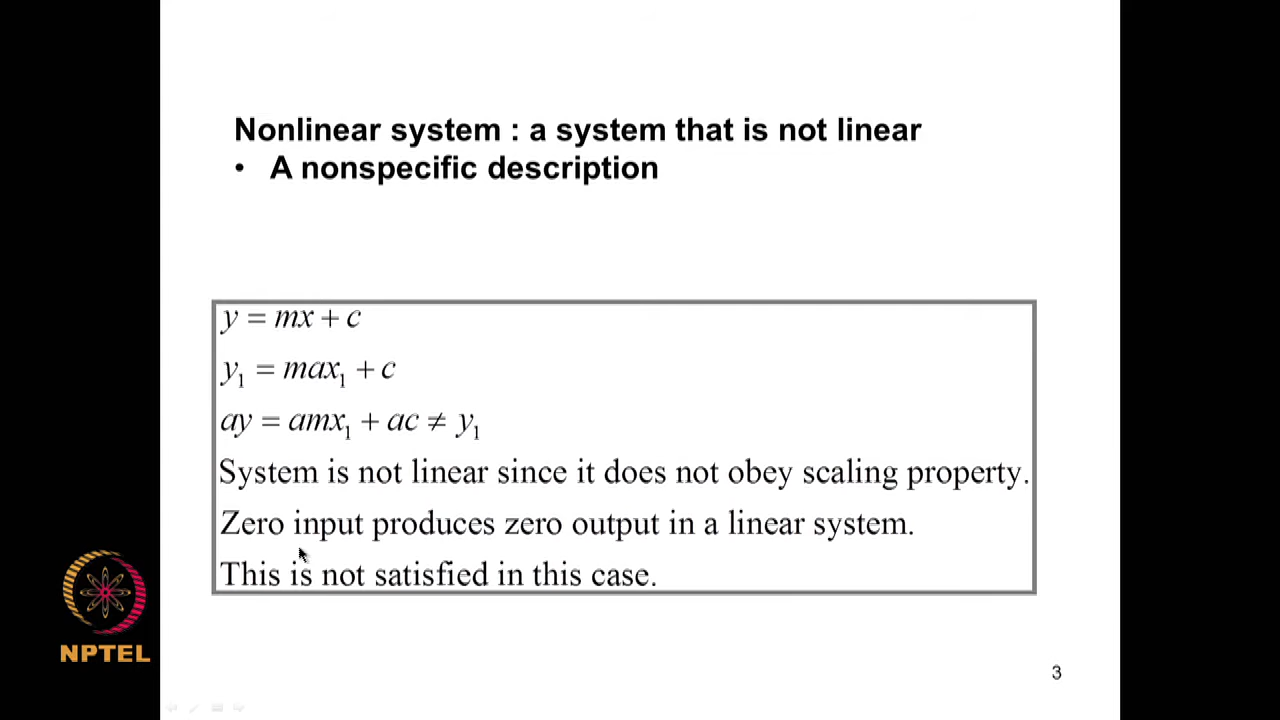 Nonlinear system : a system that is not linear
• A nonspecific description
y = mx + c
y₁ = max₁ + c
ay = amx₁ + ac ≠ y₁
System is not linear since it does not obey scaling property.
Zero input produces zero output in a linear system.
This is not satisfied in this case.
NPTEL
3